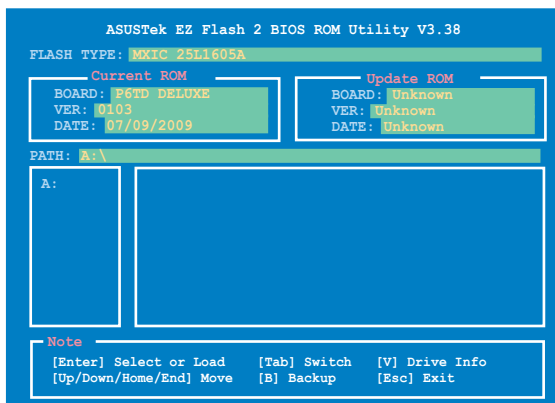 ASUSTek EZ Flash 2 BIOS ROM Utility V3.38
FLASH TYPE: MXIC 25L1605A
Current ROM
BOARD: P6TD DELUXE
VER: 0103
DATE: 07/09/2009
Update ROM
BOARD: Unknown
VER: Unknown
DATE: Unknown
PATH: A:\
A:
Note
[Enter] Select or Load [Tab] Switch [V] Drive Info
[Up/Down/Home/End] Move [B] Backup [Esc] Exit